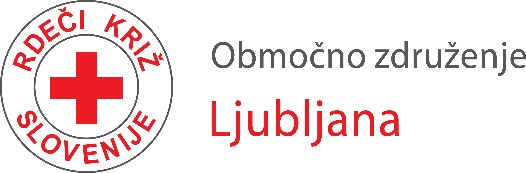 RDEČI KRIŽ
SLOVENIJE
Območno združenje
Ljubljana